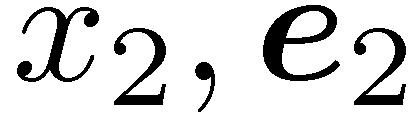 x₂, e₂